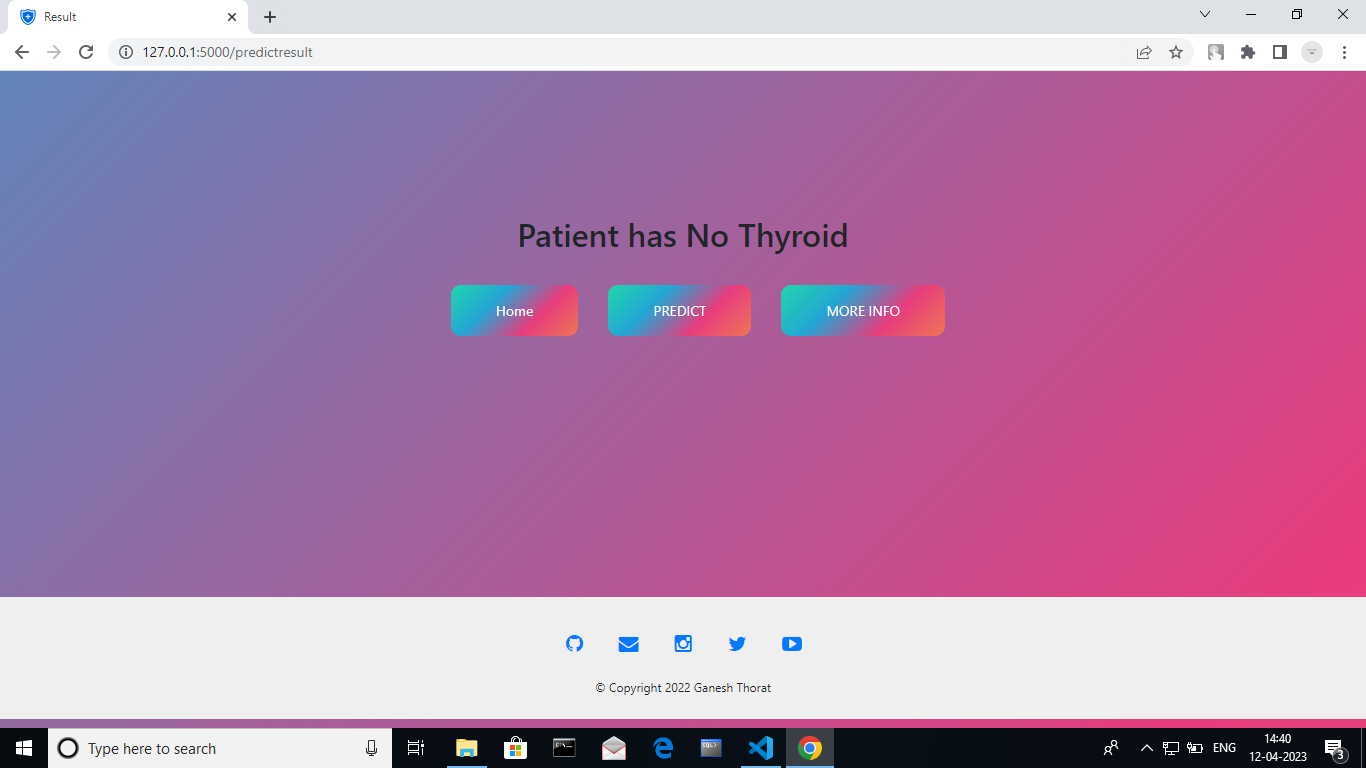 Result
127.0.0.1:5000/predictresult
Patient has No Thyroid
Home
PREDICT
MORE INFO
© Copyright 2022 Ganesh Thorat
Type here to search
ENG
14:40
12-04-2023
3